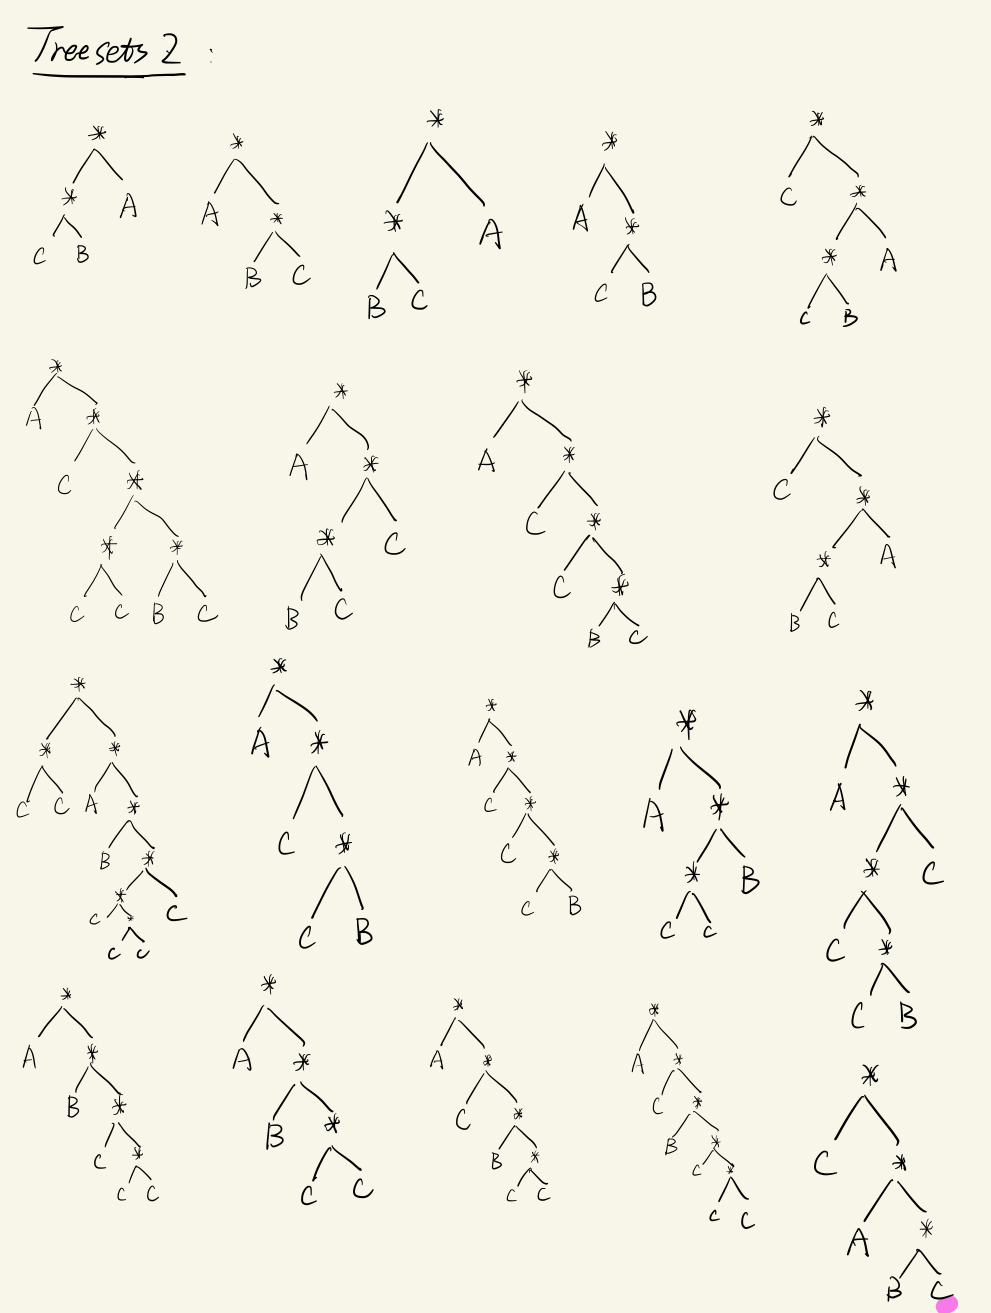 Treesets 2 :
* * * * *
* A A * * A A * C *
C B B C B C C B * A
C B
* * * *
A * A * A * C *
C * * C C * * A
* * B C C * B C
C C B C B C
* * * * *
* * A * A * A * A *
C C A * C * C * * B * C
B * C B C * C C C *
* C C B C B
C *
C C
* * * *
A * A * A * A *
B * B * C * C *
C * C C B * B *
C C C C C *
C C
*
C *
A *
B C